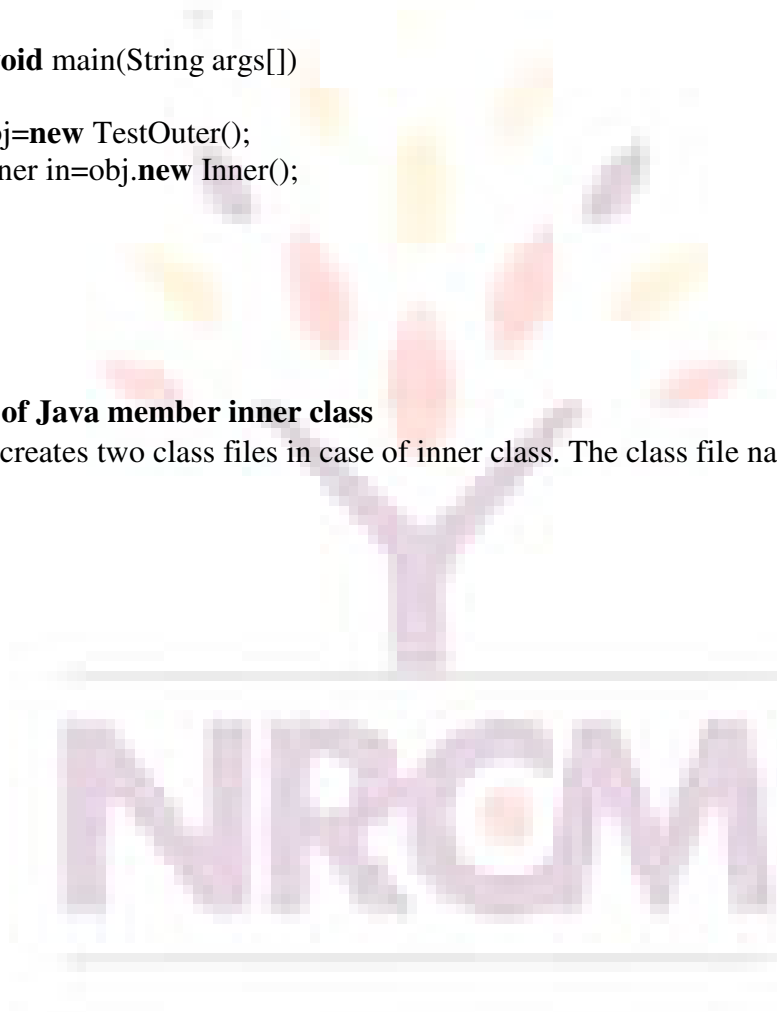 oid main(String args[])
j=new TestOuter();
ner in=obj.new Inner();
of Java member inner class
creates two class files in case of inner class. The class file na
NRCM